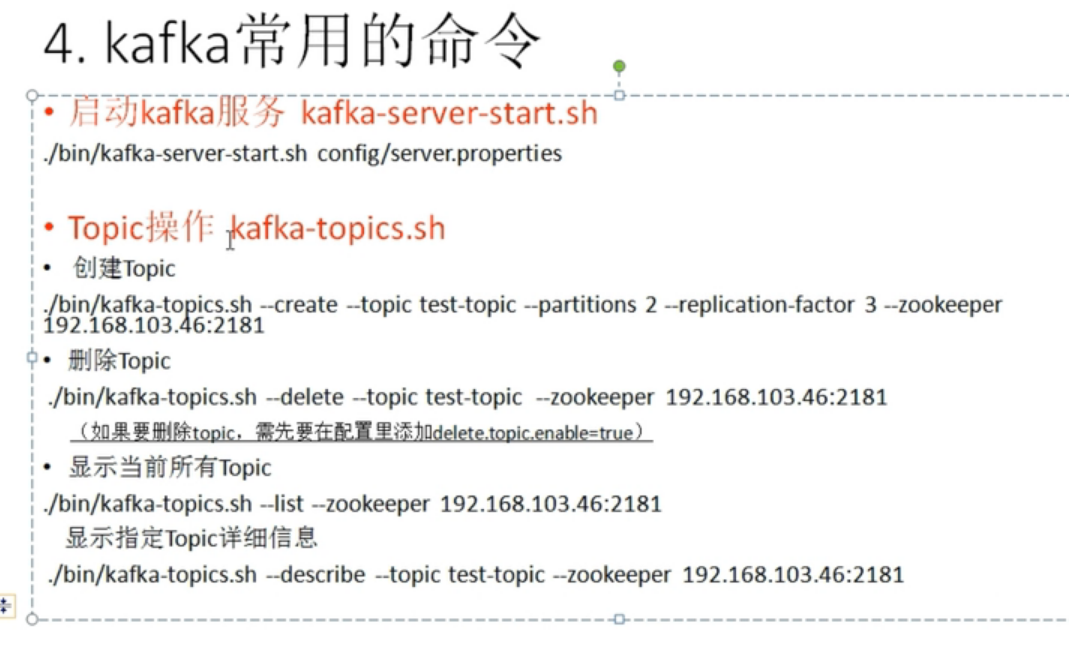 4. kafka常用的命令
• 启动kafka服务 kafka-server-start.sh
./bin/kafka-server-start.sh config/server.properties
• Topic操作 kafka-topics.sh
• 创建Topic
./bin/kafka-topics.sh --create --topic test-topic --partitions 2 --replication-factor 3 --zookeeper
192.168.103.46:2181
• 删除Topic
./bin/kafka-topics.sh --delete --topic test-topic --zookeeper 192.168.103.46:2181
（如果要删除topic，需先要在配置里添加delete.topic.enable=true）
• 显示当前所有Topic
./bin/kafka-topics.sh --list --zookeeper 192.168.103.46:2181
显示指定Topic详细信息
./bin/kafka-topics.sh --describe --topic test-topic --zookeeper 192.168.103.46:2181